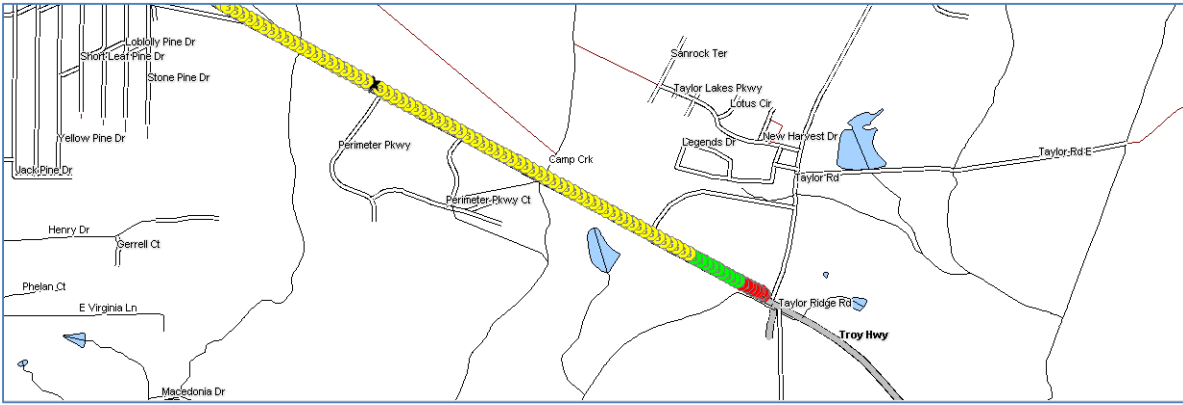 Loblolly Pine Dr
Short Leaf Pine Dr
Stone Pine Dr
Sanrock Ter
Taylor Lakes Pkwy
Lotus Cir
Yellow Pine Dr
Perimeter Pkwy
Legends Dr
New Harvest Dr
Camp Crk
Taylor Rd E
Jack Pine Dr
Taylor Rd
Perimeter Pkwy Ct
Henry Dr
Gerrell Ct
Phelan Ct
E Virginia Ln
Taylor Ridge Rd
Troy Hwy
Macedonia Dr